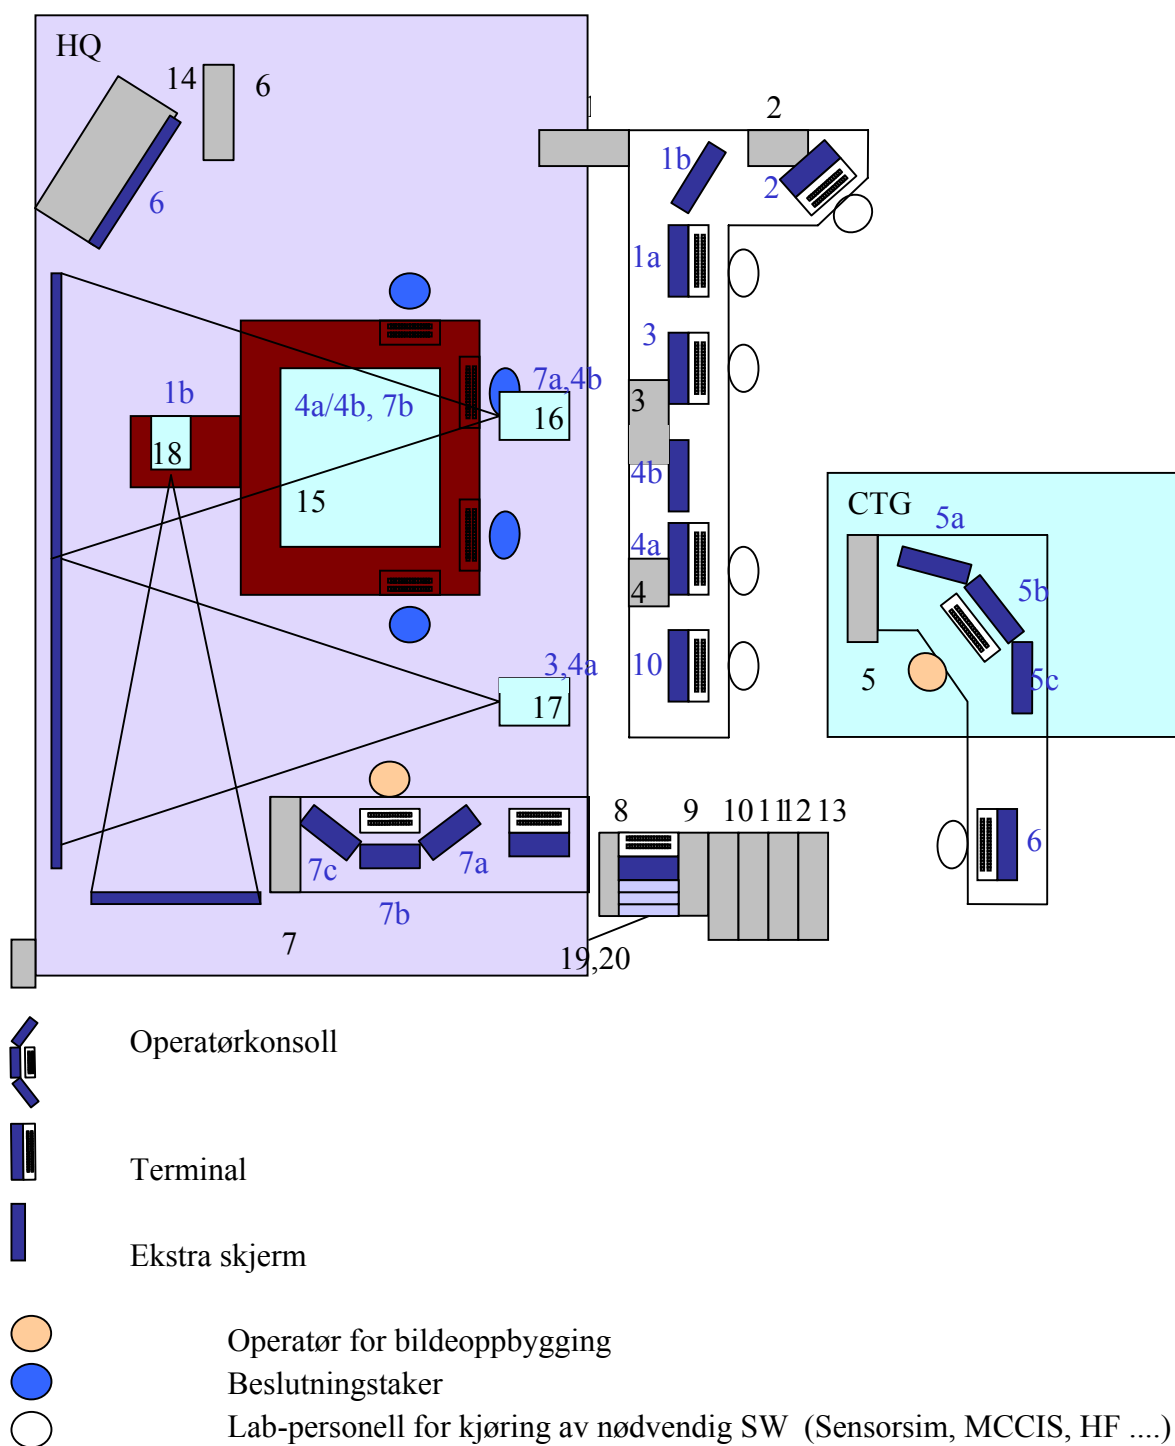 HQ
14
6
2
1b
2
6
1a
3
7a,4b
1b
4a/4b, 7b
16
3
18
4b
15
CTG
5a
4a
4
5b
10
3,4a
5
5c
17
8
9
10
11
12
13
7c
7a
6
7b
7
19,20
Operatørkonsoll
Terminal
Ekstra skjerm
Operatør for bildeoppbygging
Beslutningstaker
Lab-personell for kjøring av nødvendig SW (Sensorsim, MCCIS, HF ....)